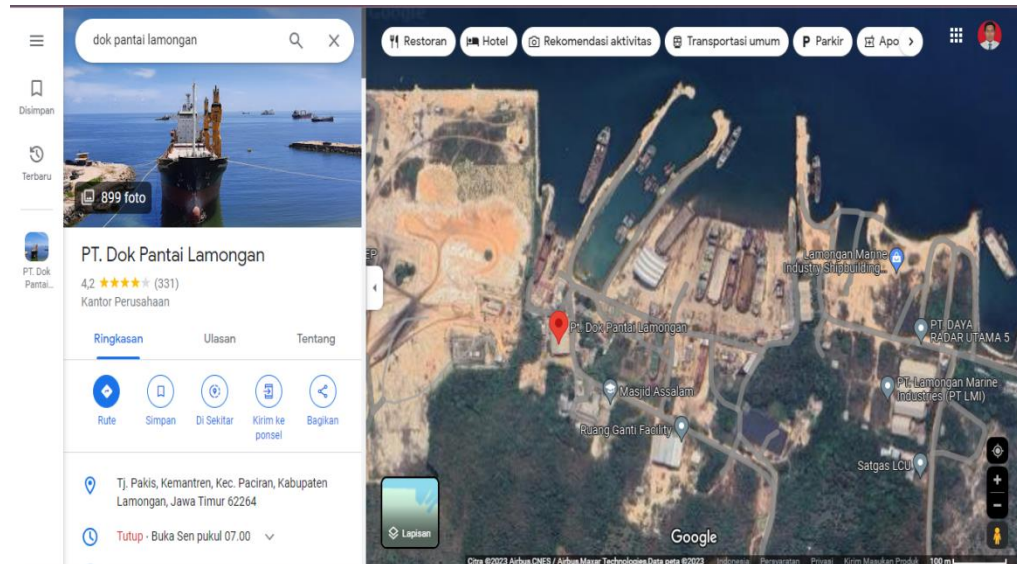 dok pantai lamongan
Disimpan
Terbaru
PT. Dok
Pantai...
899 foto
PT. Dok Pantai Lamongan
4,2 ★★★★★ (331)
Kantor Perusahaan
Ringkasan
Ulasan
Tentang
Rute
Simpan
Di Sekitar
Kirim ke
ponsel
Bagikan
Tj. Pakis, Kemantren, Kec. Paciran, Kabupaten
Lamongan, Jawa Timur 62264
Tutup · Buka Sen pukul 07.00
Restoran
Hotel
Rekomendasi aktivitas
Transportasi umum
P Parkir
Apo
EP
Lamongan Marine
Industry Shipbuilding...
Pt. Dok Pantai Lamongan
PT. DAYA
RADAR UTAMA 5
Masjid Assalam
PT. Lamongan Marine
Industries (PT LMI)
Ruang Ganti Facility
Satgas LCU
Lapisan
Google
Citra ©2023 Airbus, CNES / Airbus, Maxar Technologies, Data peta ©2023
Indonesia
Persyaratan
Privasi
Kirim Masukan Produk
100 m